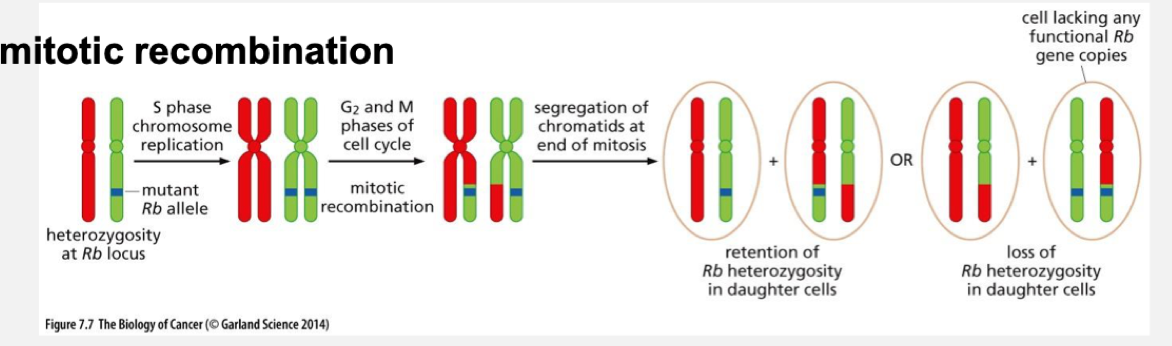 mitotic recombination
cell lacking any
functional Rb
gene copies
S phase
chromosome
replication
mutant
Rb allele
heterozygosity
at Rb locus
G2 and M
phases of
cell cycle
mitotic
recombination
segregation of
chromatids at
end of mitosis
+
OR
+
retention of
Rb heterozygosity
in daughter cells
loss of
Rb heterozygosity
in daughter cells
Figure 7.7 The Biology of Cancer (© Garland Science 2014)